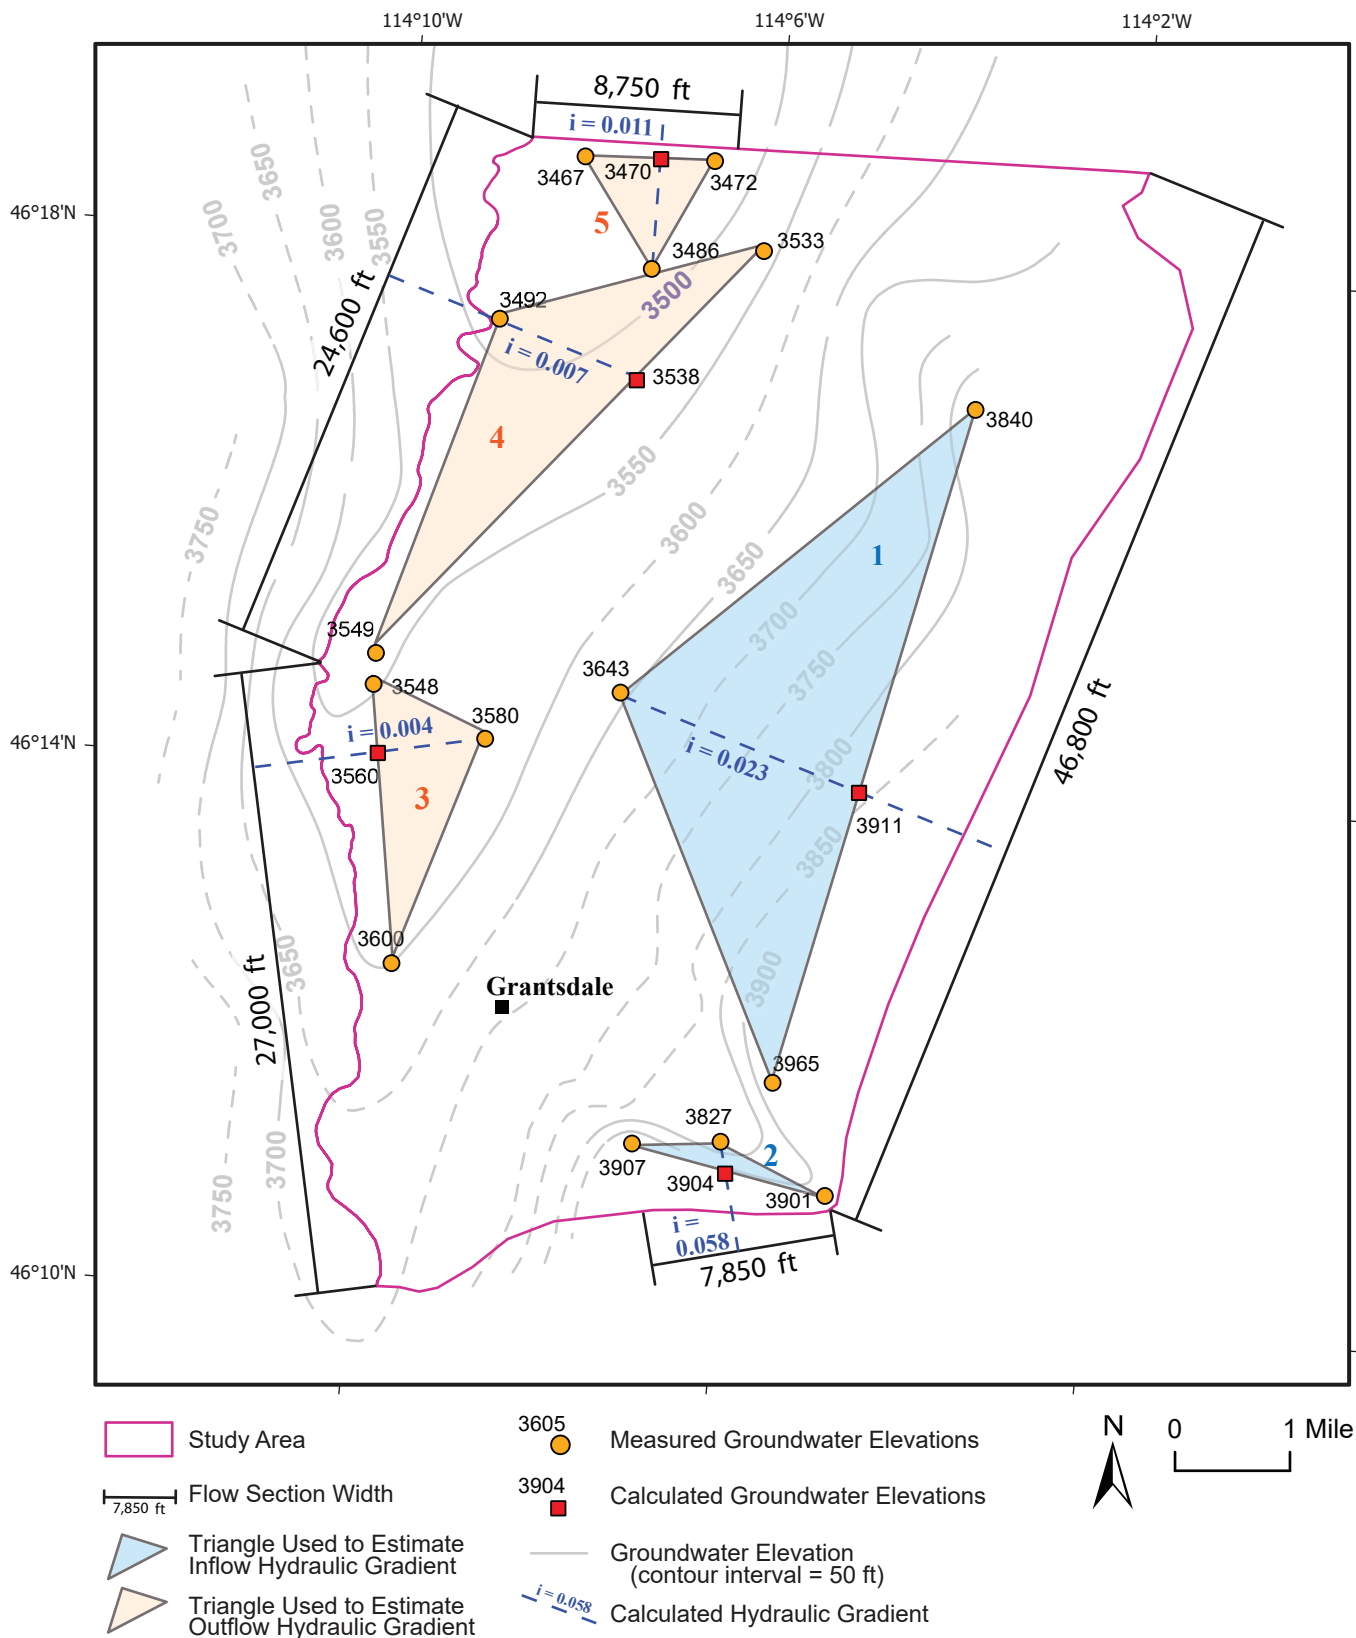 114°10'W
114°6'W
114°2'W
8,750 ft
i = 0.011
3467
3470
3472
3650
3700
3600
3550
46°18'N
5
3486
3533
3500
3492
24,600 ft
i = 0.007
3538
3840
4
3550
3750
3600
1
3650
3700
3549
3643
3750
3548
3580
i = 0.004
46°14'N
46,800 ft
3560
i = 0.023
3800
3
3911
3850
3600
3650
3900
27,000 ft
Grantsdale
3965
3827
3700
3907
2
3904
3901
3750
i =
0.058
46°10'N
7,850 ft
Study Area
7,850 ft
Flow Section Width
Triangle Used to Estimate
Inflow Hydraulic Gradient
Triangle Used to Estimate
Outflow Hydraulic Gradient
3605
Measured Groundwater Elevations
3904
Calculated Groundwater Elevations
Groundwater Elevation
(contour interval = 50 ft)
i = 0.058
Calculated Hydraulic Gradient
N
0 1 Mile